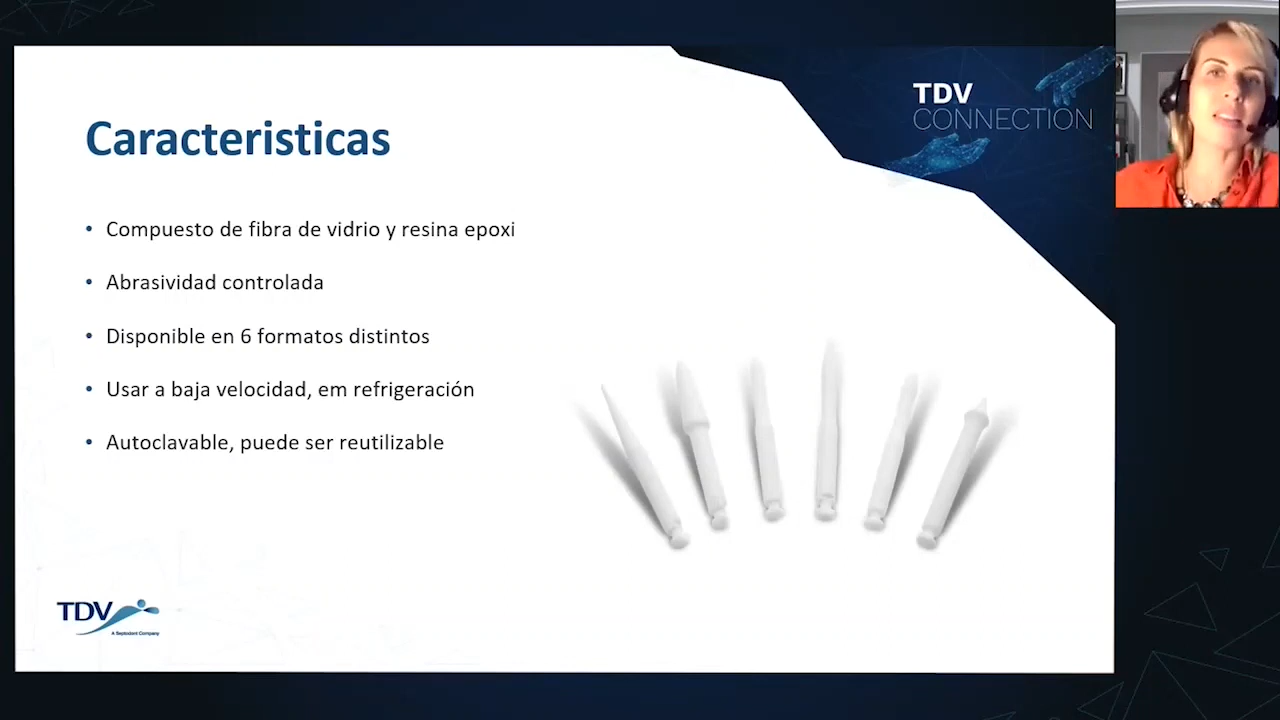 TDV
CONNECTION
Caracteristicas
• Compuesto de fibra de vidrio y resina epoxi
• Abrasividad controlada
• Disponible en 6 formatos distintos
• Usar a baja velocidad, em refrigeración
• Autoclavable, puede ser reutilizable
TDV
A Septodont Company